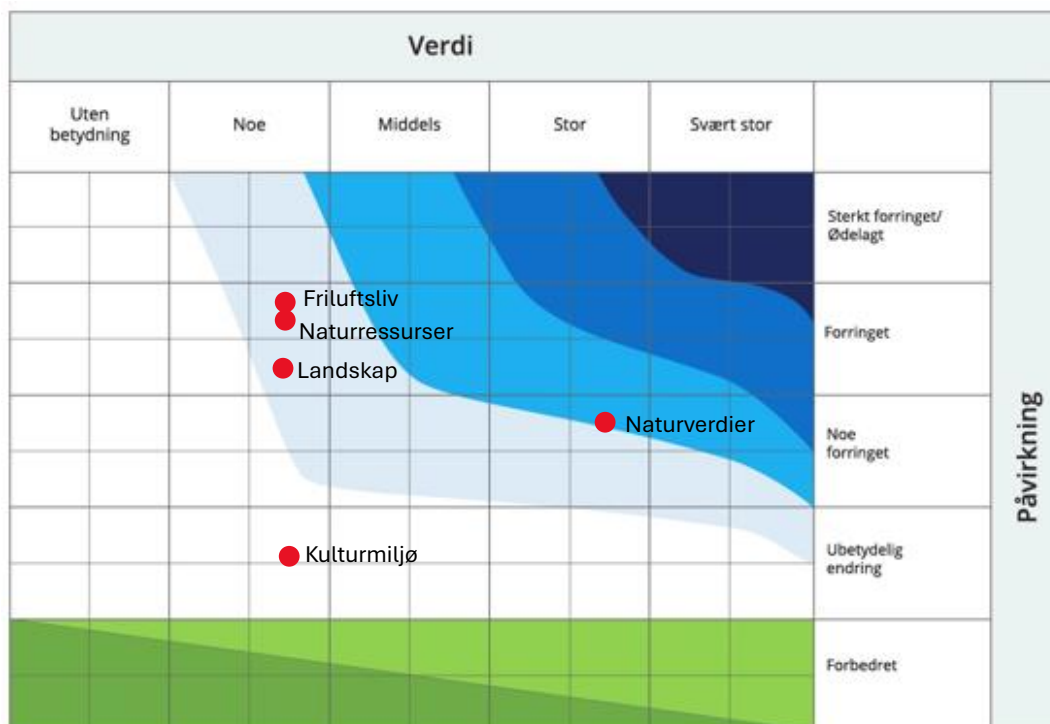 Verdi
Uten
betydning
Noe
Middels
Stor
Svært stor
Sterkt forringet/
Ødelagt
Friluftsliv
Naturressurser
Forringet
Landskap
Naturverdier
Noe
forringet
Påvirkning
Kulturmiljø
Ubetydelig
endring
Forbedret